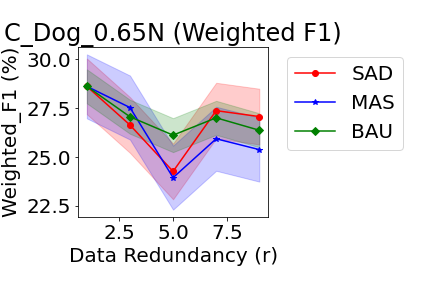 C_Dog_0.65N (Weighted F1)
Weighted_F1 (%)
30.0
27.5
25.0
22.5
2.5 5.0 7.5
Data Redundancy (r)
SAD
MAS
BAU